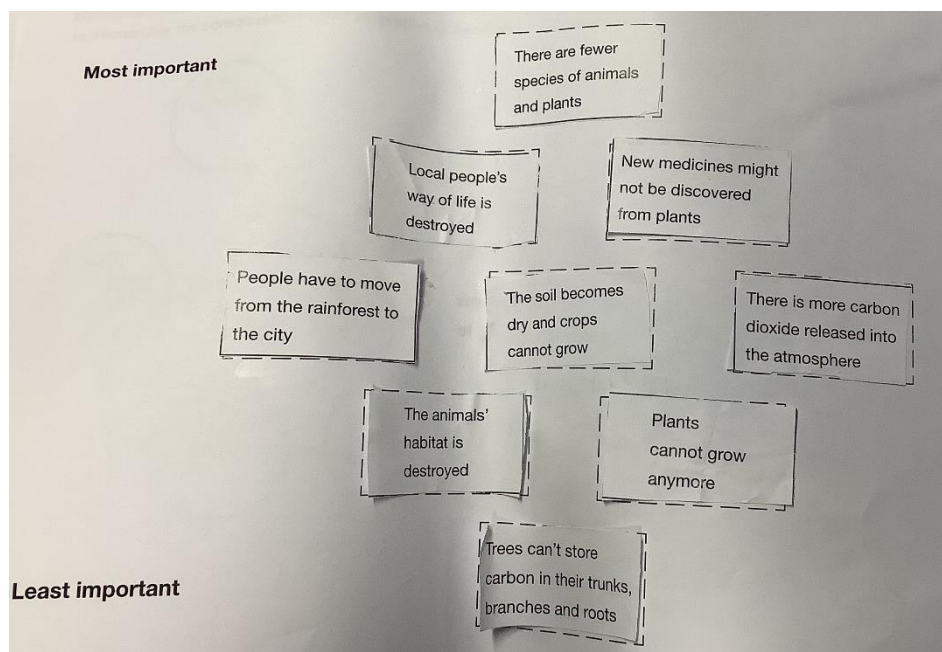 Most important
There are fewer
species of animals
and plants
Local people's
way of life is
destroyed
New medicines might
not be discovered
from plants
People have to move
from the rainforest to
the city
The soil becomes
dry and crops
cannot grow
There is more carbon
dioxide released into
the atmosphere
The animals'
habitat is
destroyed
Plants
cannot grow
anymore
Trees can't store
carbon in their trunks,
branches and roots
Least important